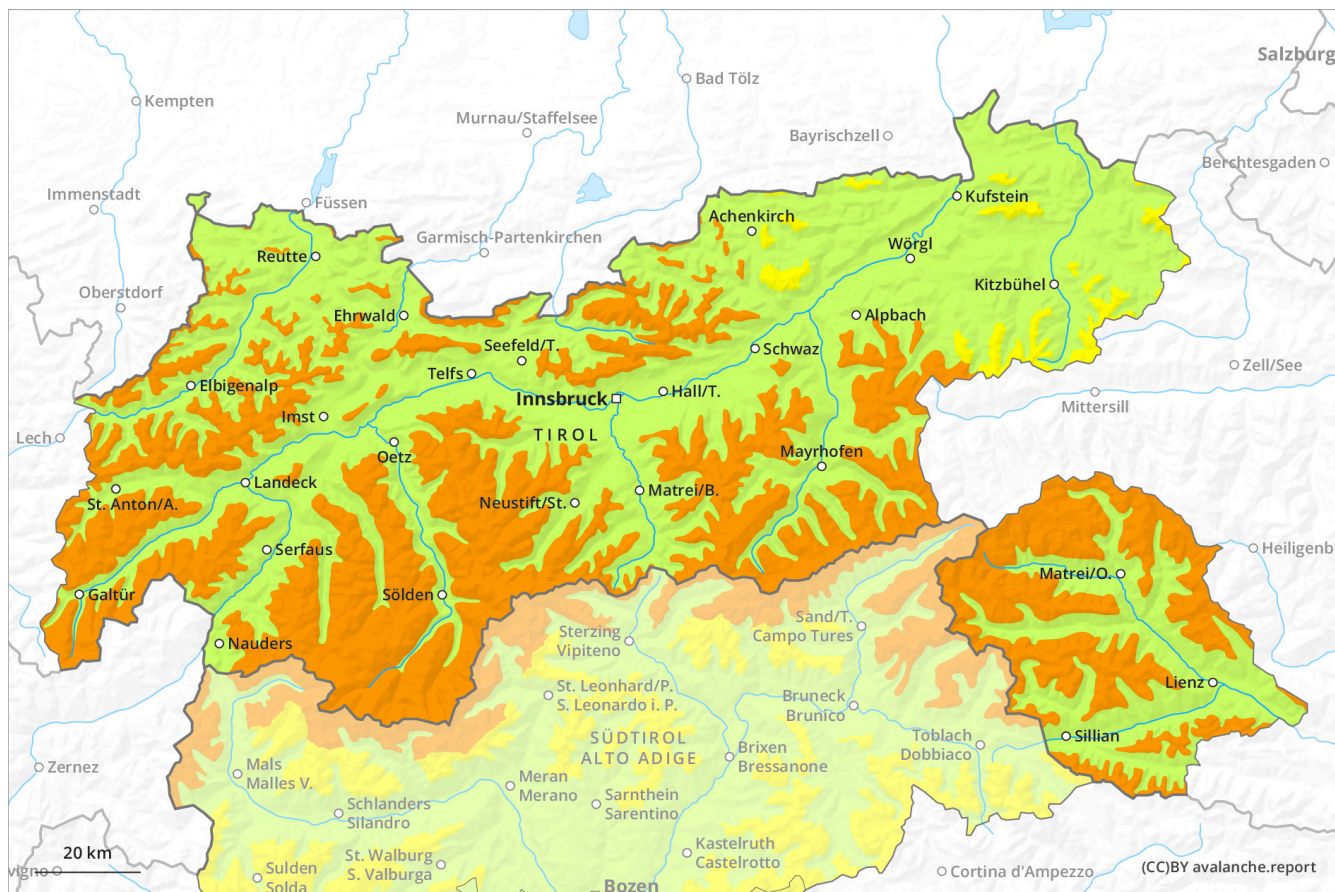 Salzburg
Bad Tölz
Kempten
Murnau/Staffelsee
Bayrischzell
Berchtesgaden
Immenstadt
Füssen
Kufstein
Achenkirch
Garmisch-Partenkirchen
Wörgl
Reutte
Kitzbühel
Oberstdorf
Ehrwald
Alpbach
Seefeld/T.
Schwaz
Zell/See
Telfs
Elbigenalp
Hall/T.
Innsbruck
Mittersill
Imst
TIROL
Lech
Oetz
Mayrhofen
Landeck
St. Anton/A.
Neustift/St.
Matrei/B.
Serfaus
Heiligenb
Matrei/O.
Galtür
Sölden
Sand/T.
Campo Tures
Sterzing
Vipiteno
Nauders
Lienz
St. Leonhard/P.
S. Leonardo i. P.
Bruneck
Brunico
Sillian
SÜDTIROL
ALTO ADIGE
Toblach
Dobbiaco
Brixen
Bressanone
Zernez
Mals
Malles V.
Meran
Merano
Sarnthein
Sarentino
Schlanders
Silandro
Kastelruth
Castelrotto
20 km
St. Walburg
S. Valburga
vigno
Sulden
Solda
Cortina d'Ampezzo
(CC)BY avalanche.report
Bozen